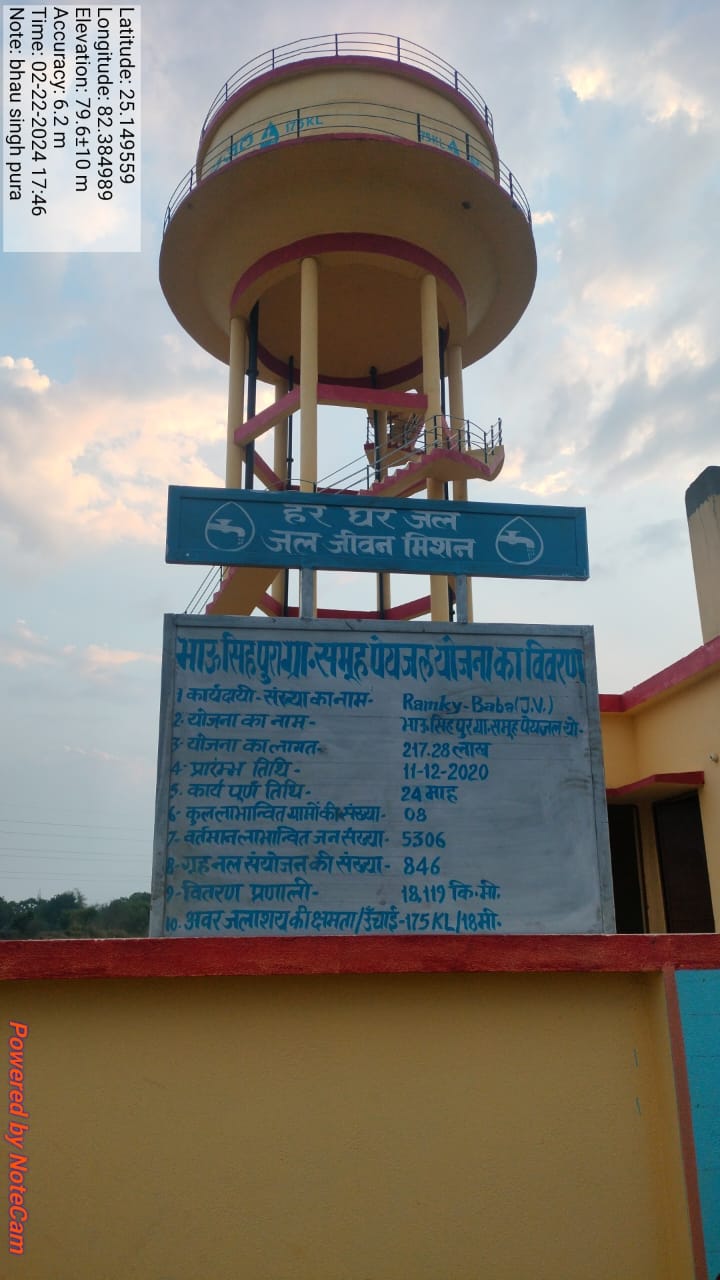 Latitude: 25.149559
Longitude: 82.384989
Elevation: 79.6±10 m
Accuracy: 6.2 m
Time: 02-22-2024 17:46
Note: bhau singh pura
175KL
175KL
हर घर जल
जल जीवन मिशन
भाऊसिंहपुरा ग्रा. समूह पेयजल योजना का विवरण
1 कार्यदायी-संस्था का नाम- Ramky-Baba(J.V.)
2. योजना का नाम- भाऊसिंहपुर ग्रा. समूह पेयजल यो.
3- योजना का लागत- 217.28 लाख
4- प्रारम्भ तिथि- 11-12-2020
5. कार्य पूर्ण तिथि- 24 माह
6- कुल लाभान्वित ग्रामों की संख्या- 08
7- वर्तमान लाभान्वित जन संख्या- 5306
8- गृह नल संयोजन की संख्या- 846
9- वितरण प्रणाली- 18,119 कि.मी.
10. अवर जलाशय की क्षमता/ऊँचाई-175KL/18मी.
Powered by NoteCam